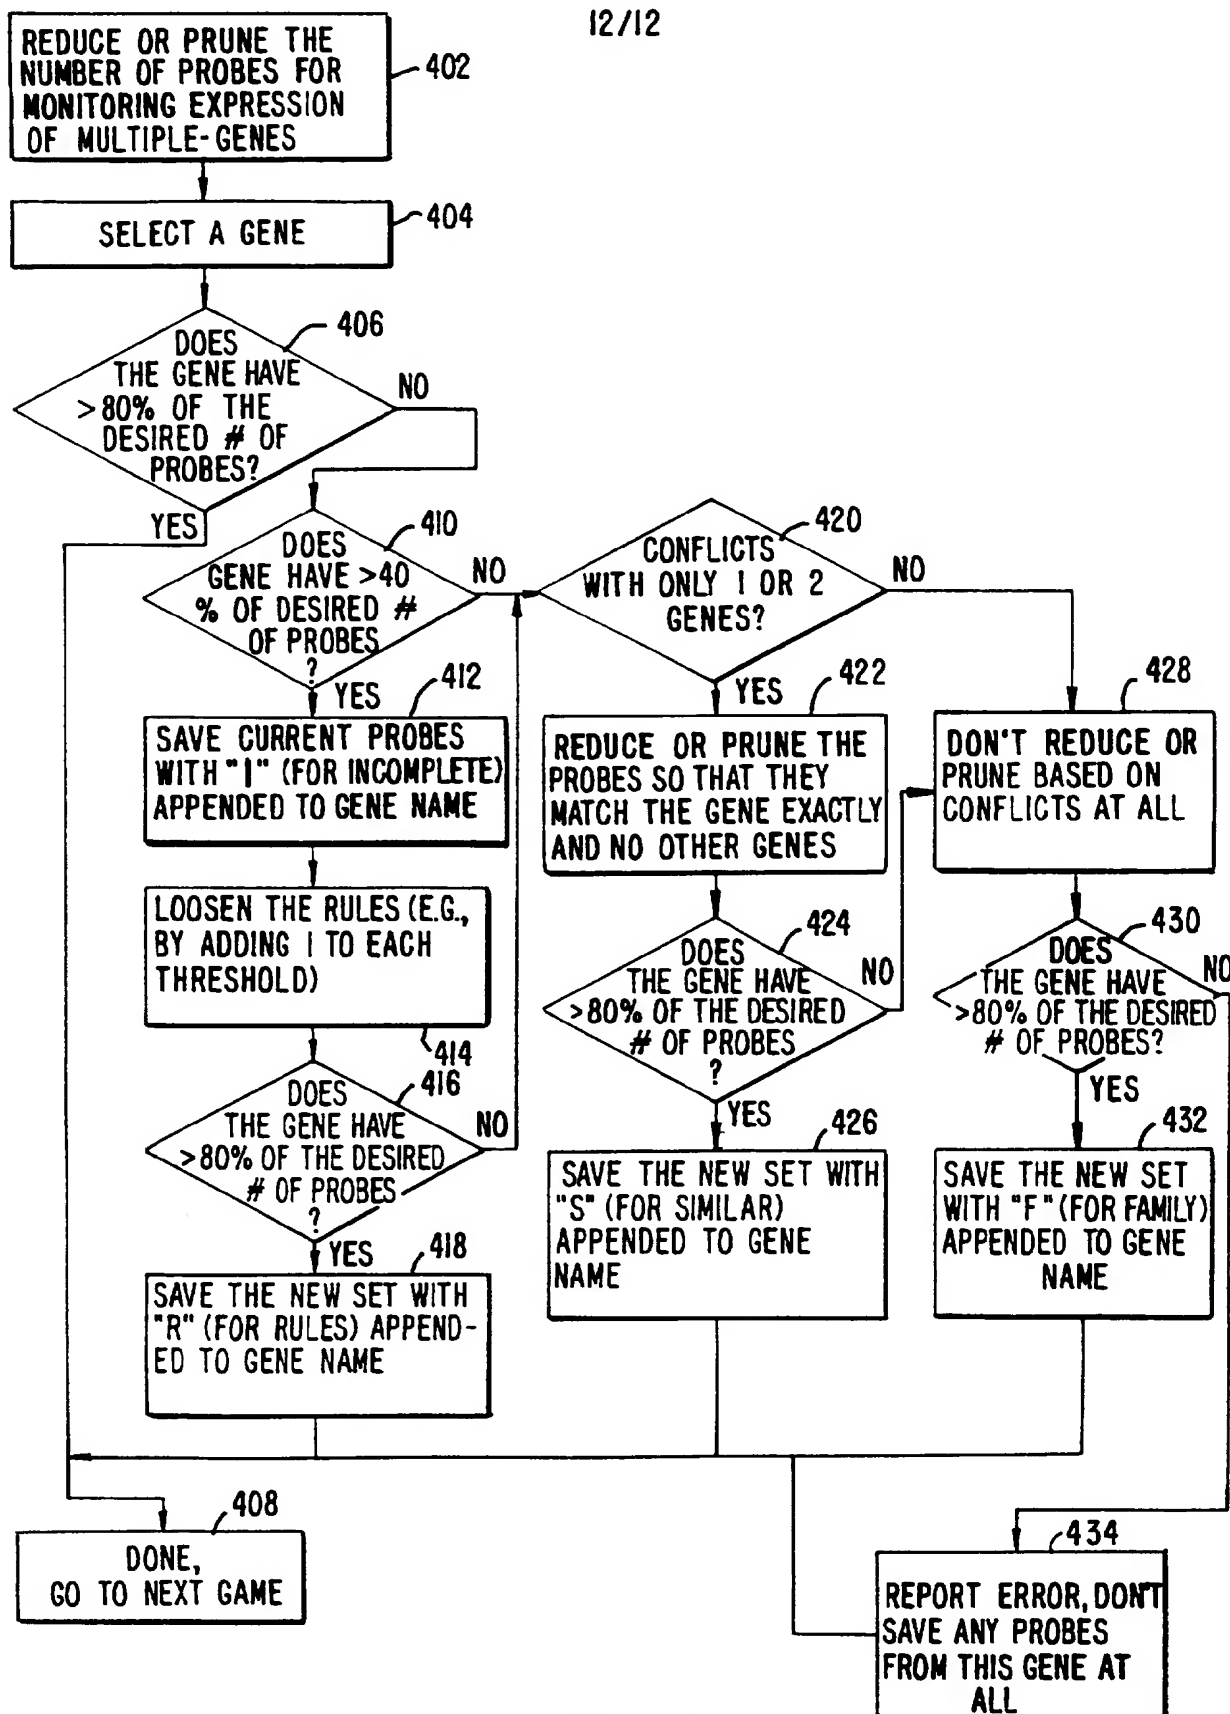 12/12
REDUCE OR PRUNE THE
NUMBER OF PROBES FOR
MONITORING EXPRESSION
OF MULTIPLE-GENES
402
SELECT A GENE
404
406
DOES
THE GENE HAVE
>80% OF THE
DESIRED # OF
PROBES?
NO
YES
410
DOES
GENE HAVE >40
% OF DESIRED #
OF PROBES
?
NO
YES
412
SAVE CURRENT PROBES
WITH "I" (FOR INCOMPLETE)
APPENDED TO GENE NAME
LOOSEN THE RULES (E.G.,
BY ADDING 1 TO EACH
THRESHOLD)
414
416
DOES
THE GENE HAVE
>80% OF THE DESIRED
# OF PROBES
?
NO
YES
418
SAVE THE NEW SET WITH
"R" (FOR RULES) APPEND-
ED TO GENE NAME
420
CONFLICTS
WITH ONLY 1 OR 2
GENES?
NO
YES
422
REDUCE OR PRUNE THE
PROBES SO THAT THEY
MATCH THE GENE EXACTLY
AND NO OTHER GENES
424
DOES
THE GENE HAVE
>80% OF THE DESIRED
# OF PROBES
?
NO
YES
426
SAVE THE NEW SET WITH
"S" (FOR SIMILAR)
APPENDED TO GENE
NAME
428
DON'T REDUCE OR
PRUNE BASED ON
CONFLICTS AT ALL
430
DOES
THE GENE HAVE
>80% OF THE DESIRED
# OF PROBES?
NO
YES
432
SAVE THE NEW SET
WITH "F" (FOR FAMILY)
APPENDED TO GENE
NAME
408
DONE,
GO TO NEXT GAME
434
REPORT ERROR, DON'T
SAVE ANY PROBES
FROM THIS GENE AT
ALL